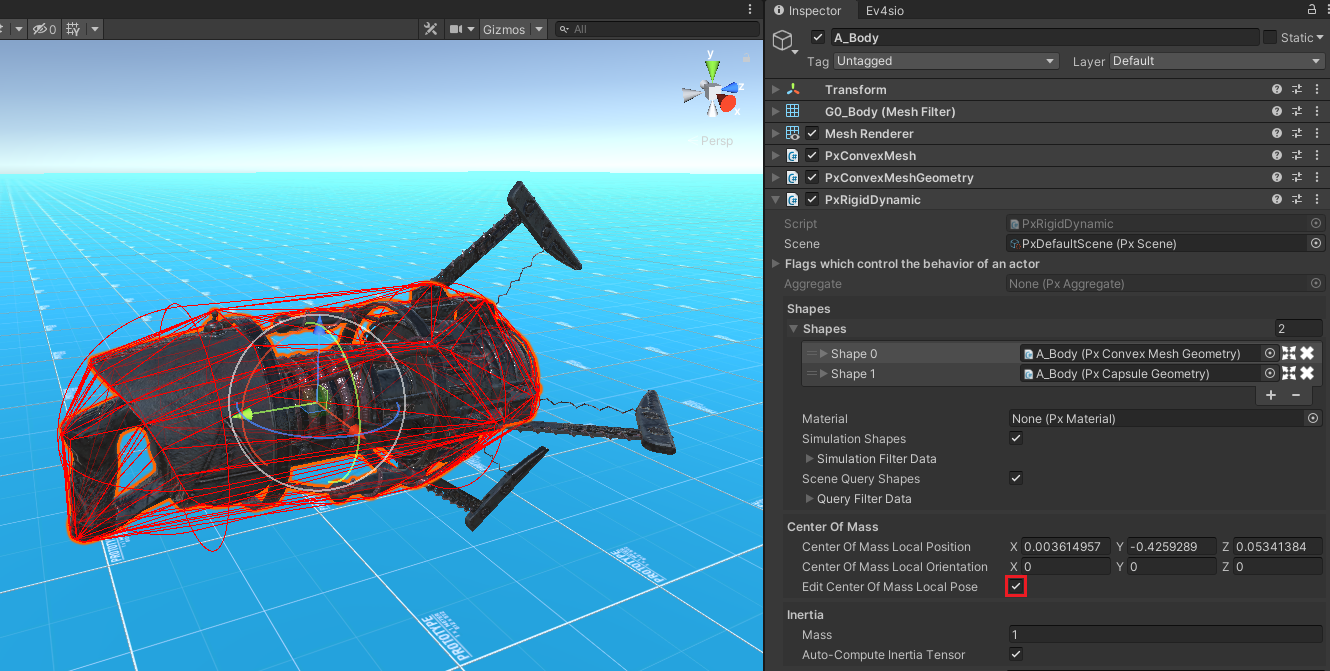 Inspector
Ev4sio
0
Gizmos
All
A_Body
Static
Tag Untagged
Layer Default
Transform
G0_Body (Mesh Filter)
Mesh Renderer
PxConvexMesh
PxConvexMeshGeometry
PxRigidDynamic
Script PxRigidDynamic
Scene PxDefaultScene (Px Scene)
Flags which control the behavior of an actor
Aggregate None (Px Aggregate)
Shapes
Shapes 2
Shape 0 A_Body (Px Convex Mesh Geometry)
Shape 1 A_Body (Px Capsule Geometry)
Material None (Px Material)
Simulation Shapes
Simulation Filter Data
Scene Query Shapes
Query Filter Data
Center Of Mass
Center Of Mass Local Position X 0.003614957 Y -0.4259289 Z 0.05341384
Center Of Mass Local Orientation X 0 Y 0 Z 0
Edit Center Of Mass Local Pose
Inertia
Mass 1
Auto-Compute Inertia Tensor
y
z
x
Persp
PROTOTYPE
PROTOTYPE
PROTOTYPE